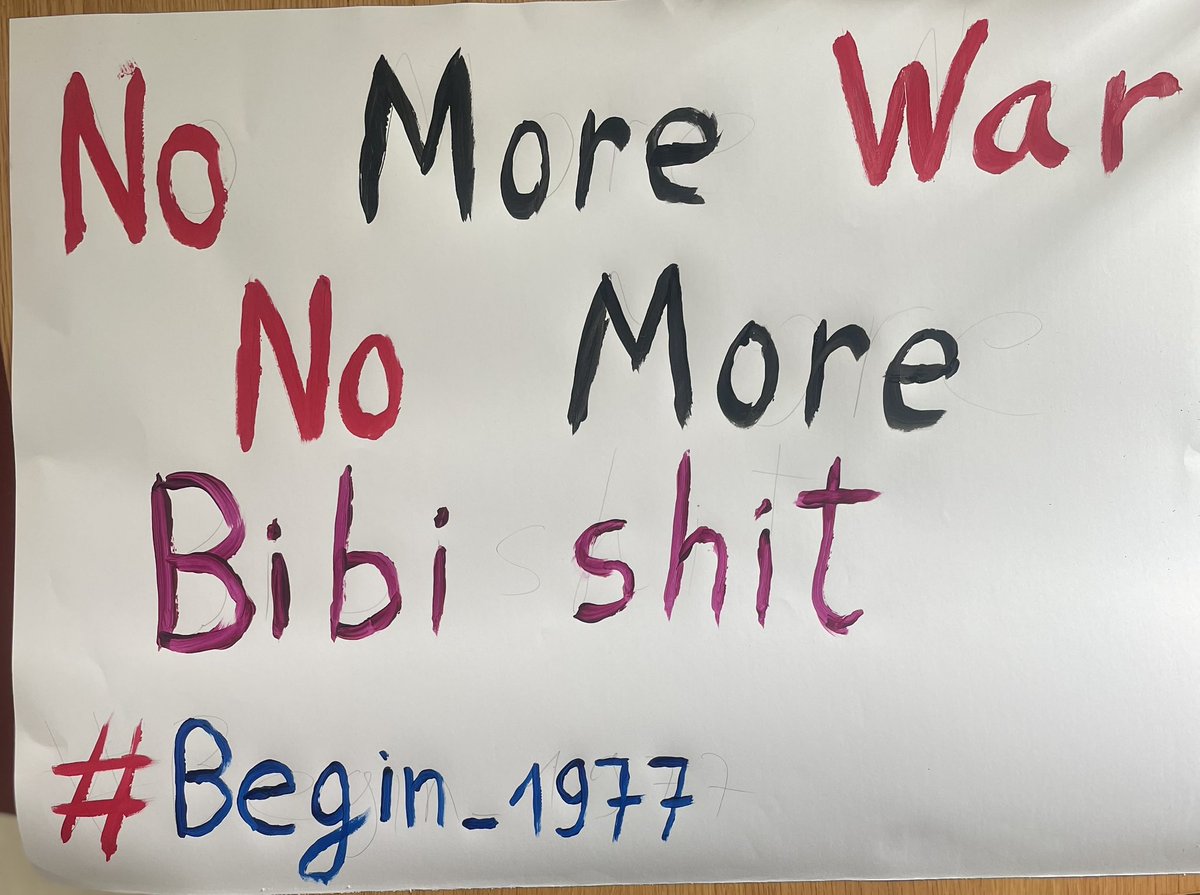 No More War
No More
Bibi shit
#Begin_1977